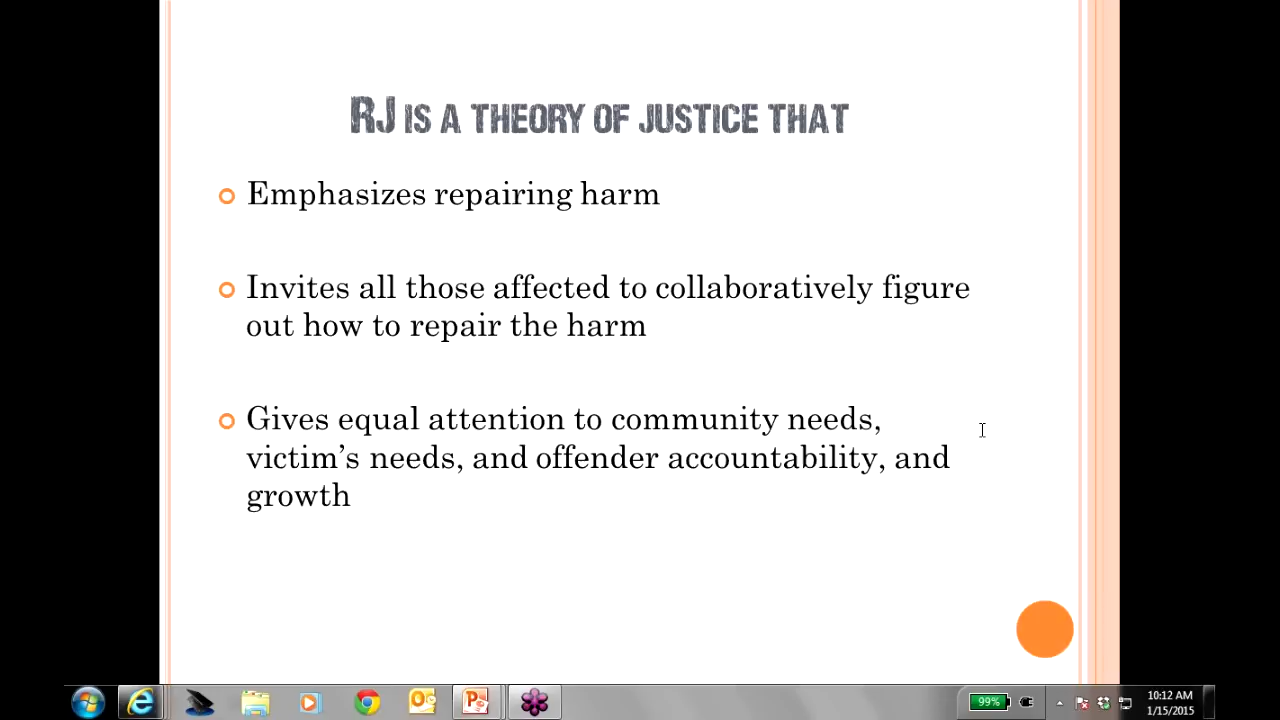 RJ IS A THEORY OF JUSTICE THAT
Emphasizes repairing harm
Invites all those affected to collaboratively figure
out how to repair the harm
Gives equal attention to community needs,
victim’s needs, and offender accountability, and
growth
99%
10:12 AM
1/15/2015